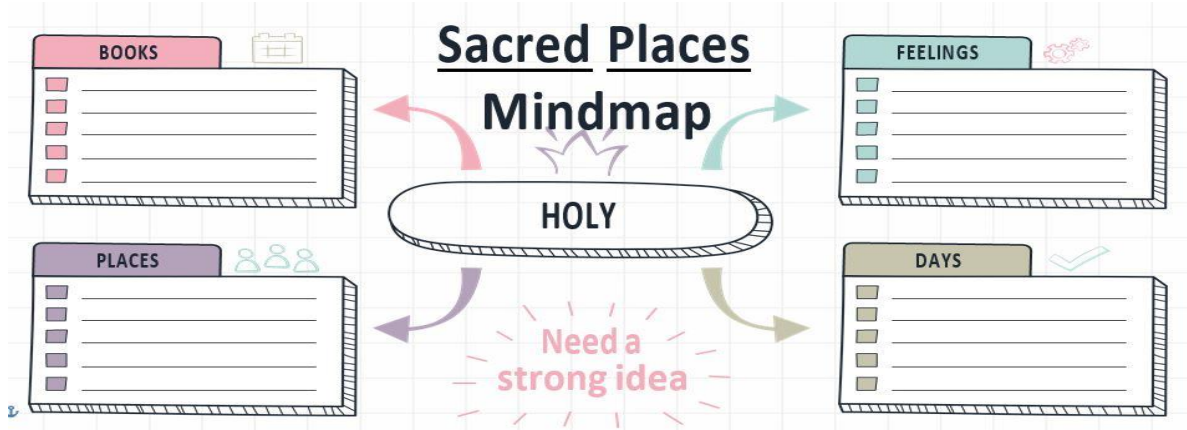 Sacred Places
Mindmap
BOOKS
FEELINGS
HOLY
PLACES
DAYS
Need a
strong idea